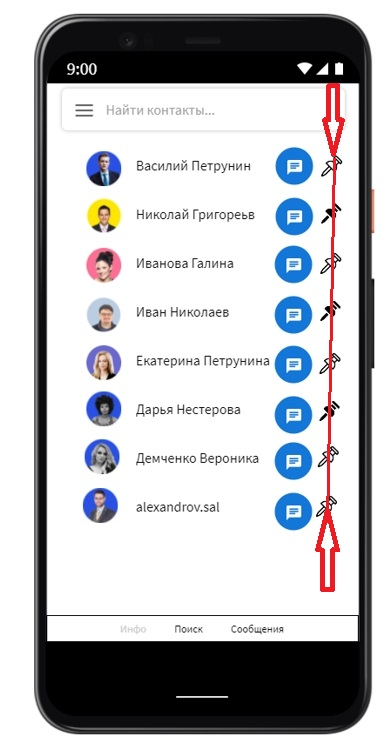 9:00
Найти контакты...
Василий Петрунин
Николай Григореьв
Иванова Галина
Иван Николаев
Екатерина Петрунина
Дарья Нестерова
Демченко Вероника
alexandrov.sal
Инфо Поиск Сообщения